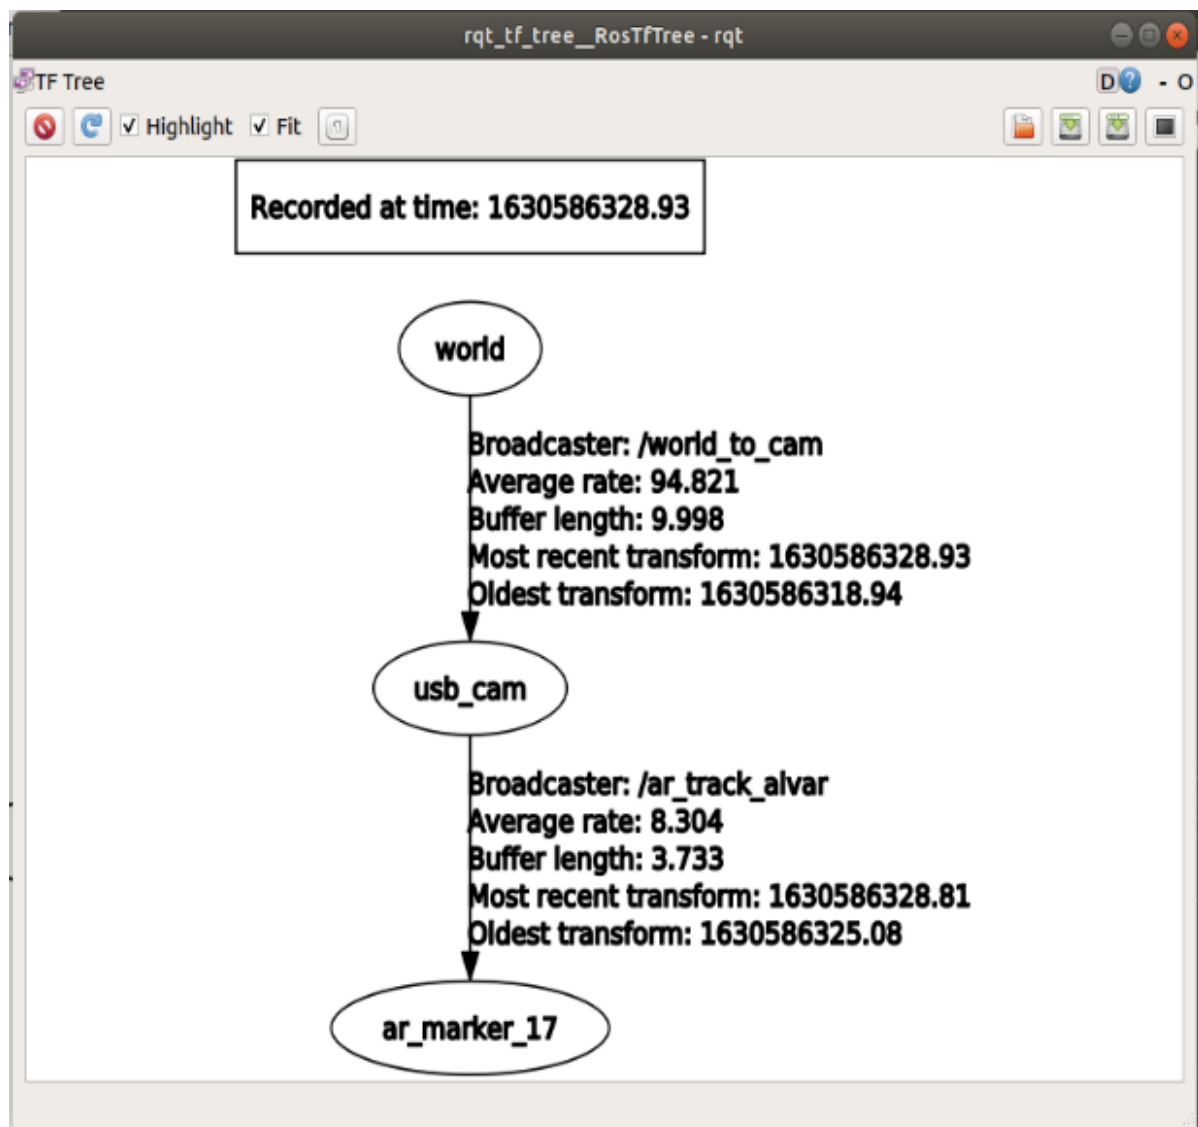 rqt_tf_tree__RosTfTree - rqt
TF Tree
D
- O
Highlight
Fit
Recorded at time: 1630586328.93
world
Broadcaster: /world_to_cam
Average rate: 94.821
Buffer length: 9.998
Most recent transform: 1630586328.93
Oldest transform: 1630586318.94
usb_cam
Broadcaster: /ar_track_alvar
Average rate: 8.304
Buffer length: 3.733
Most recent transform: 1630586328.81
Oldest transform: 1630586325.08
ar_marker_17